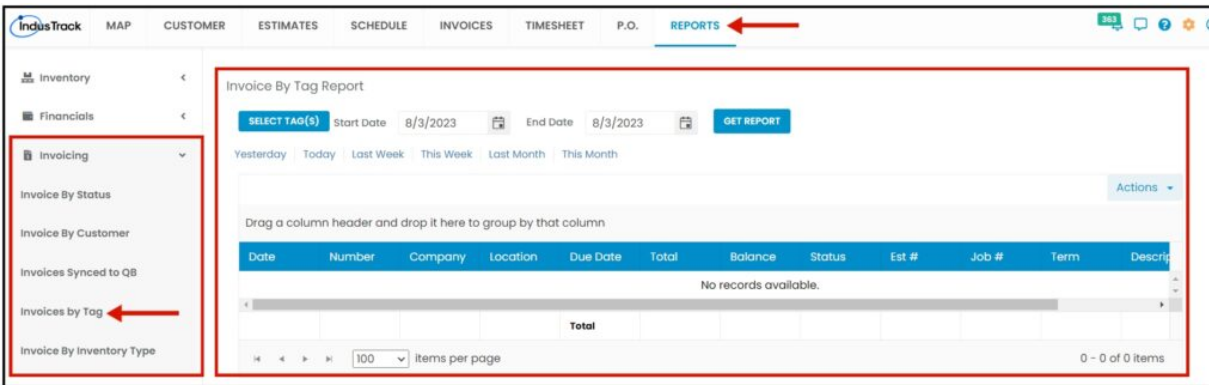 IndusTrack MAP CUSTOMER ESTIMATES SCHEDULE INVOICES TIMESHEET P.O. REPORTS 363
Inventory
Financials
Invoicing
Invoice By Status
Invoice By Customer
Invoices Synced to QB
Invoices by Tag
Invoice By Inventory Type
Invoice By Tag Report
SELECT TAG(S) Start Date 8/3/2023 End Date 8/3/2023 GET REPORT
Yesterday Today Last Week This Week Last Month This Month
Actions
Drag a column header and drop it here to group by that column
Date Number Company Location Due Date Total Balance Status Est # Job # Term Descrip
No records available.
Total
100 items per page 0 - 0 of 0 items